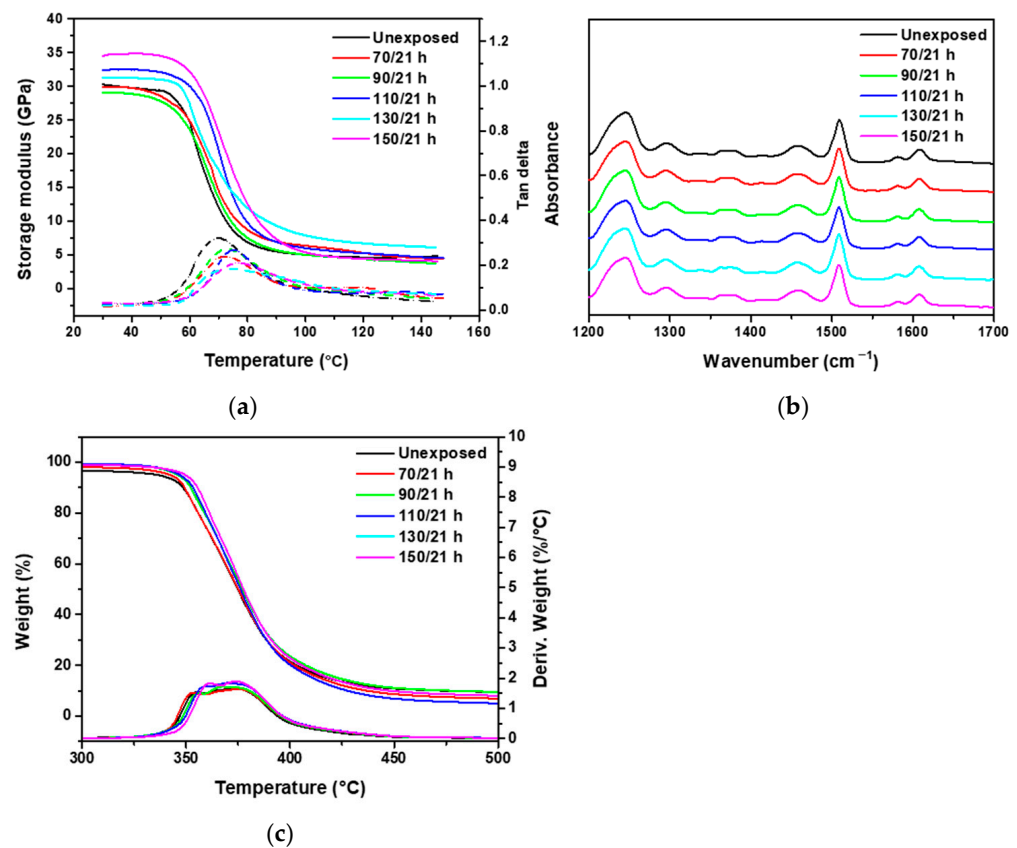 40
35
30
25
20
15
10
5
0
Storage modulus (GPa)
Unexposed
70/21 h
90/21 h
110/21 h
130/21 h
150/21 h
1.2
1.0
0.8
0.6
0.4
0.2
0.0
Tan delta
20 40 60 80 100 120 140 160
Temperature (°C)
(a)
Absorbance
Unexposed
70/21 h
90/21 h
110/21 h
130/21 h
150/21 h
1200 1300 1400 1500 1600 1700
Wavenumber (cm −1)
(b)
100
80
60
40
20
0
Weight (%)
Unexposed
70/21 h
90/21 h
110/21 h
130/21 h
150/21 h
10
9
8
7
6
5
4
3
2
1
0
Deriv. Weight (%/°C)
300 350 400 450 500
Temperature (°C)
(c)